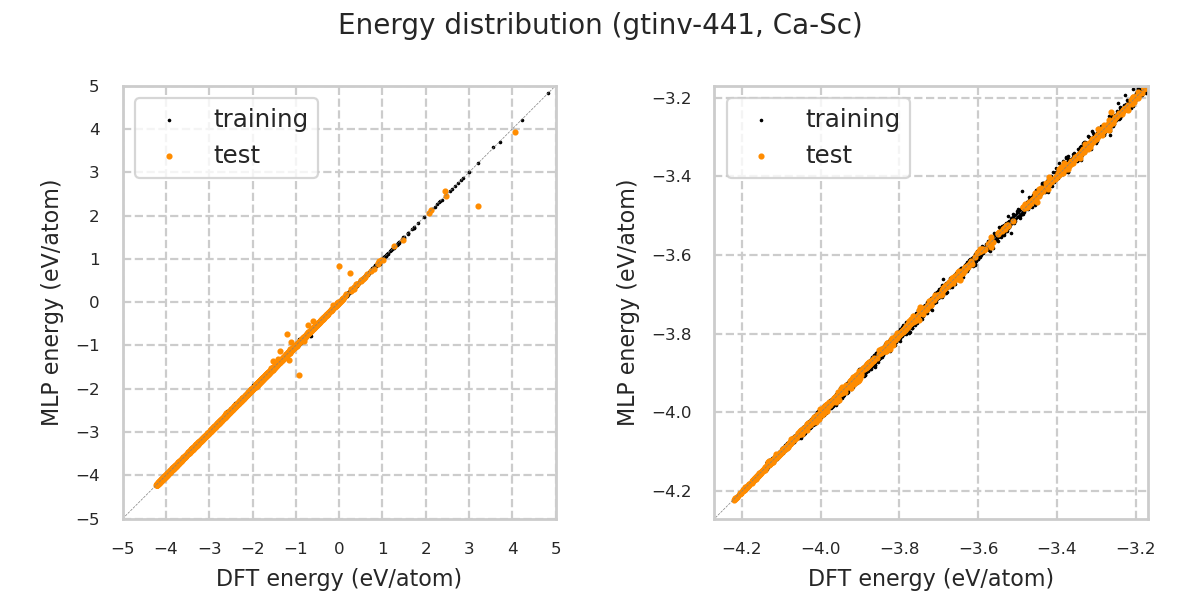 Energy distribution (gtinv-441, Ca-Sc)
5
4
3
2
1
0
−1
−2
−3
−4
−5
MLP energy (eV/atom)
training
test
−5 −4 −3 −2 −1 0 1 2 3 4 5
DFT energy (eV/atom)
−3.2
−3.4
−3.6
−3.8
−4.0
−4.2
MLP energy (eV/atom)
training
test
−4.2 −4.0 −3.8 −3.6 −3.4 −3.2
DFT energy (eV/atom)